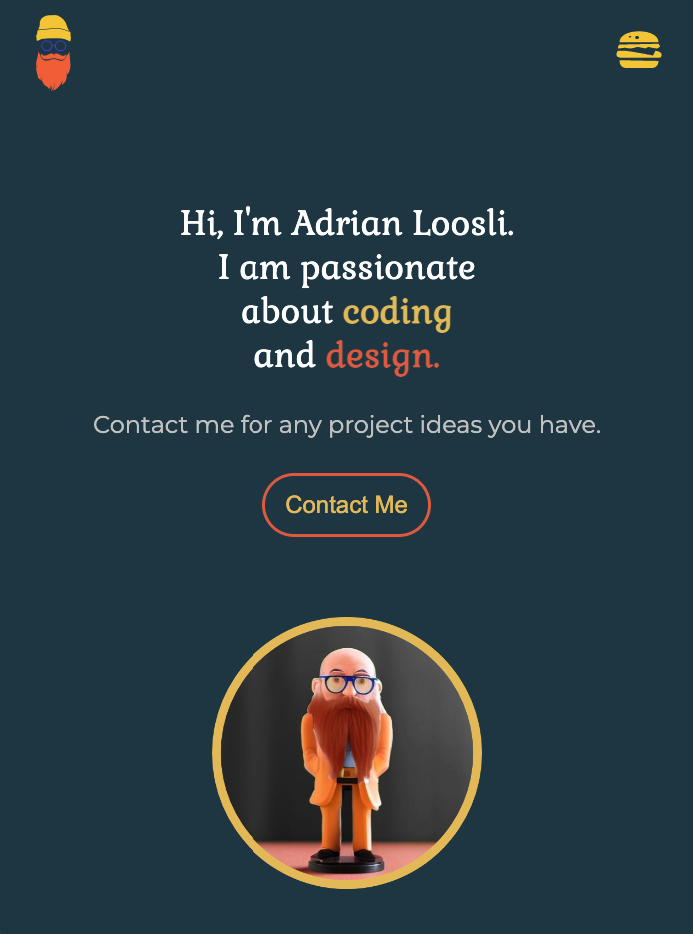 Hi, I'm Adrian Loosli.
I am passionate
about coding
and design.
Contact me for any project ideas you have.
Contact Me